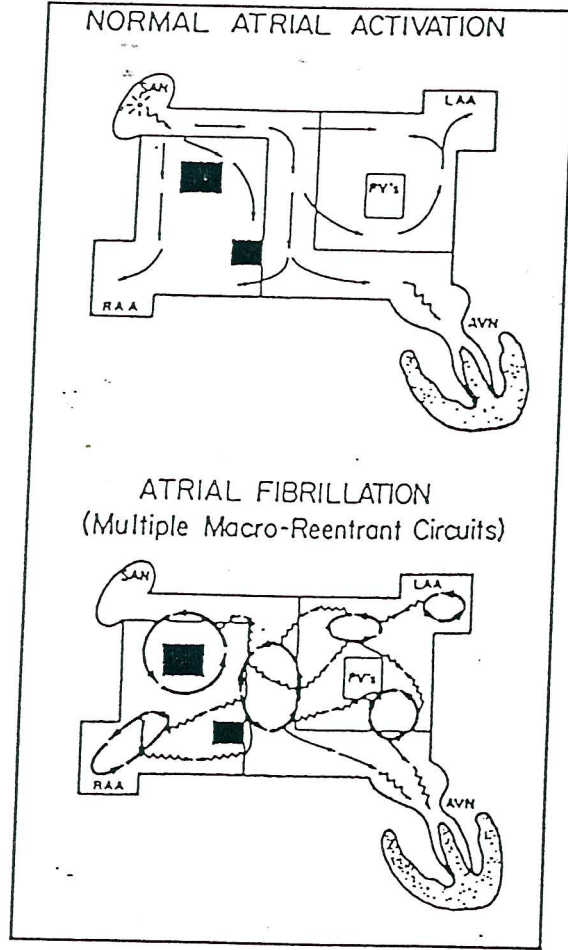 NORMAL ATRIAL ACTIVATION
SAN
LAA
PV's
RAA
AVN
ATRIAL FIBRILLATION
(Multiple Macro-Reentrant Circuits)
SAN
LAA
PV's
RAA
AVN